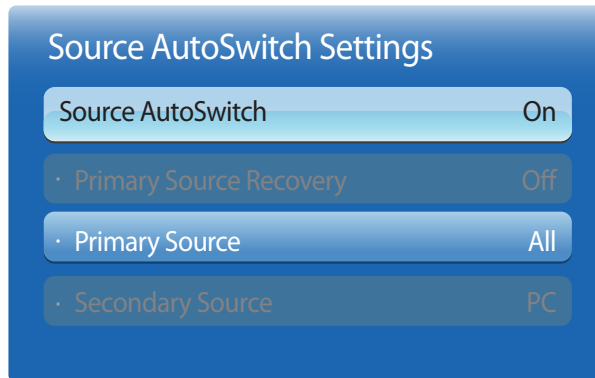 Source AutoSwitch Settings
Source AutoSwitch On
· Primary Source Recovery Off
· Primary Source All
· Secondary Source PC